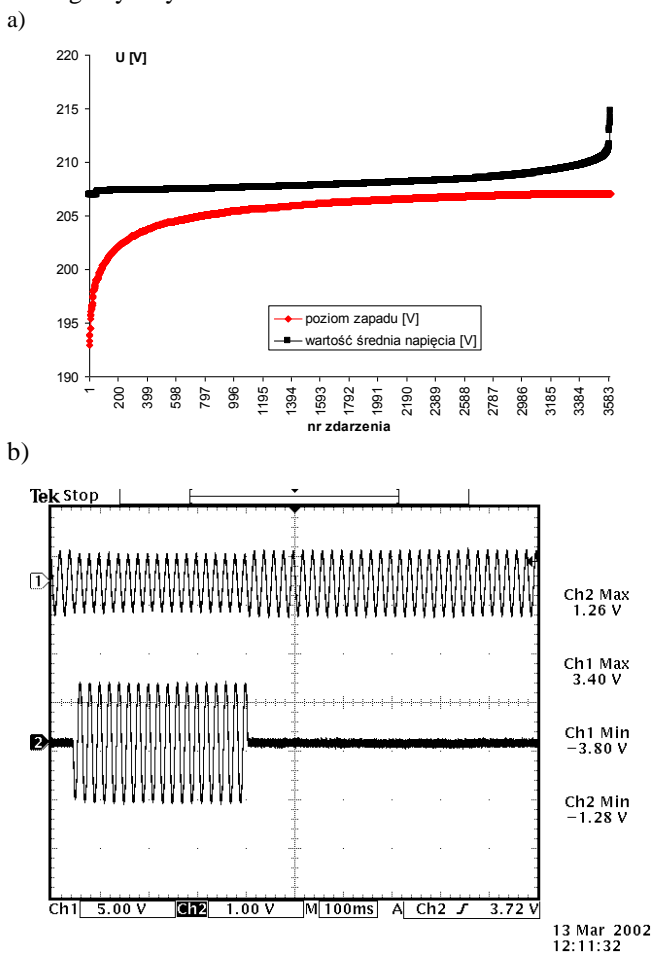 a)
U [V]
220
215
210
205
200
195
190
poziom zapadu [V]
wartość średnia napięcia [V]
1
200
399
598
797
996
1195
1394
1593
1792
1991
2190
2389
2588
2787
2986
3185
3384
3583
nr zdarzenia
b)
Tek Stop
1
2
Ch2 Max
1.26 V
Ch1 Max
3.40 V
Ch1 Min
−3.80 V
Ch2 Min
−1.28 V
Ch1 5.00 V Ch2 1.00 V M 100ms A Ch2 3.72 V
13 Mar 2002
12:11:32